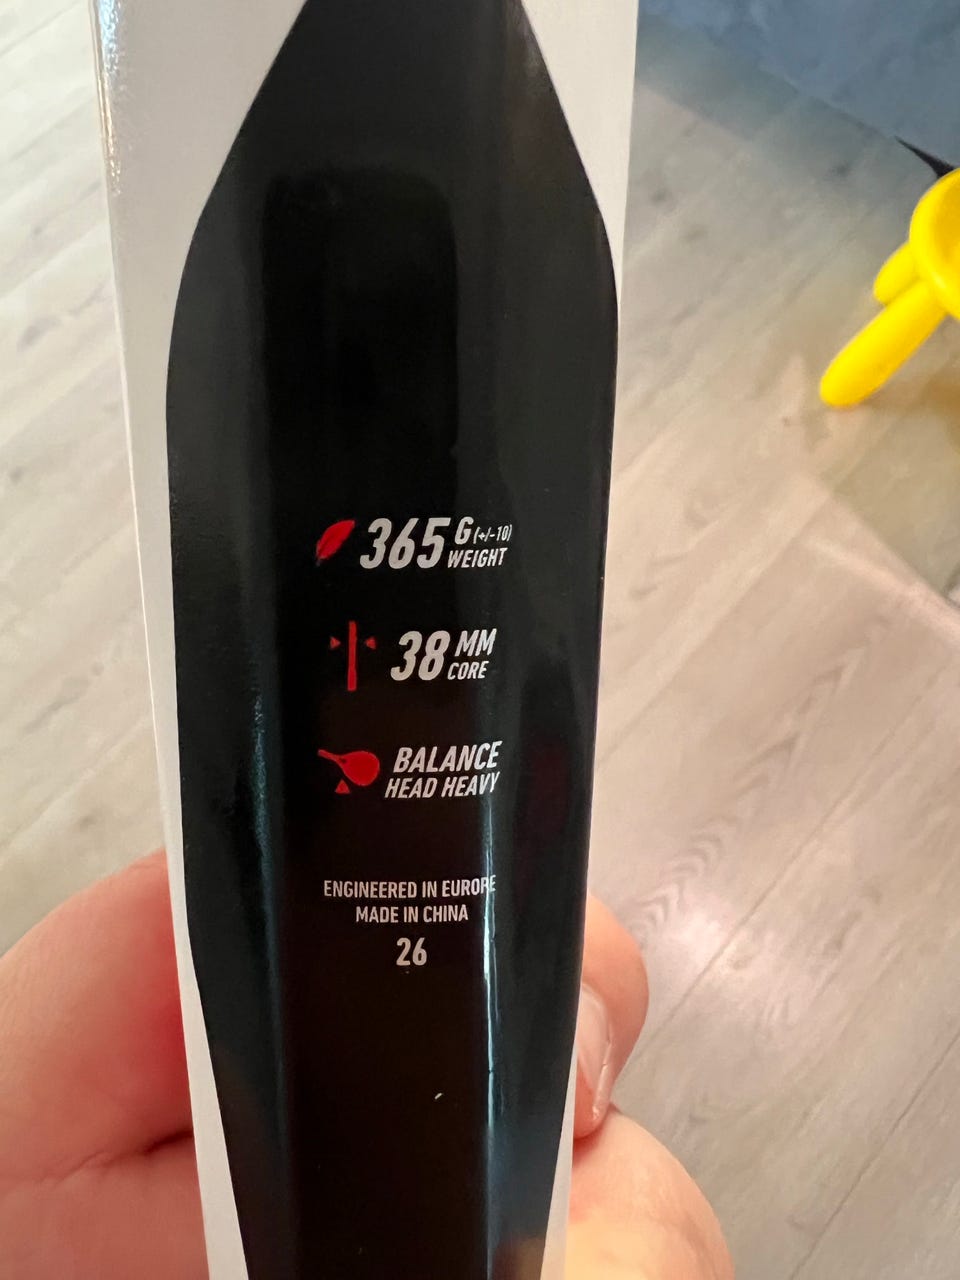 365 G (+/-10)
WEIGHT
38 MM
CORE
BALANCE
HEAD HEAVY
ENGINEERED IN EUROPE
MADE IN CHINA
26